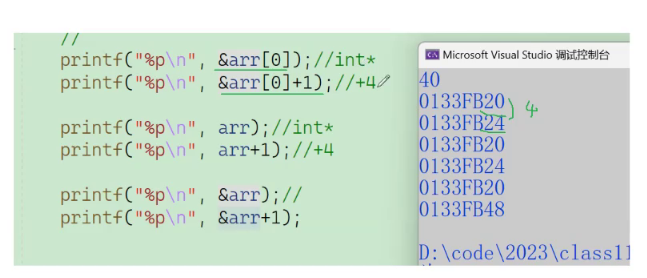 //
printf("%p\n", &arr[0]);//int*
printf("%p\n", &arr[0]+1);//+4
printf("%p\n", arr);//int*
printf("%p\n", arr+1);//+4
printf("%p\n", &arr);//
printf("%p\n", &arr+1);
Microsoft Visual Studio 调试控制台
40
0133FB20
0133FB24
) 4
0133FB20
0133FB24
0133FB20
0133FB48
D:\code\2023\class11